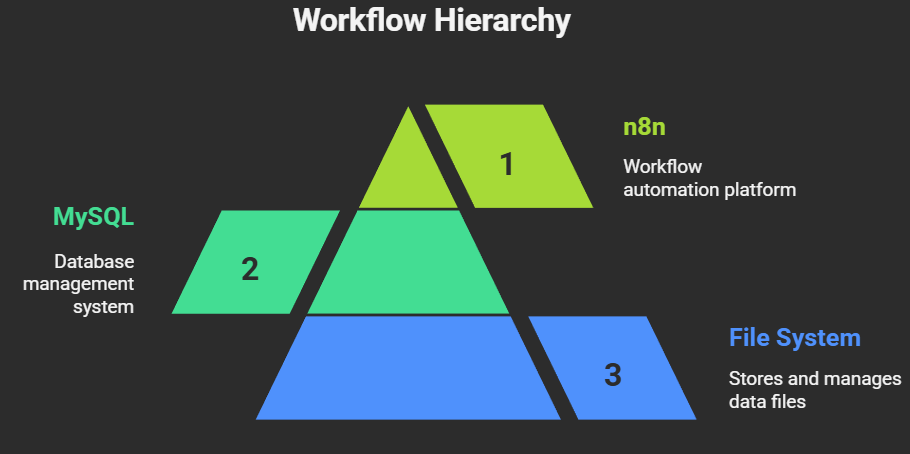 Workflow Hierarchy
1
n8n
Workflow
automation platform
MySQL
Database
management
system
2
File System
Stores and manages
data files
3